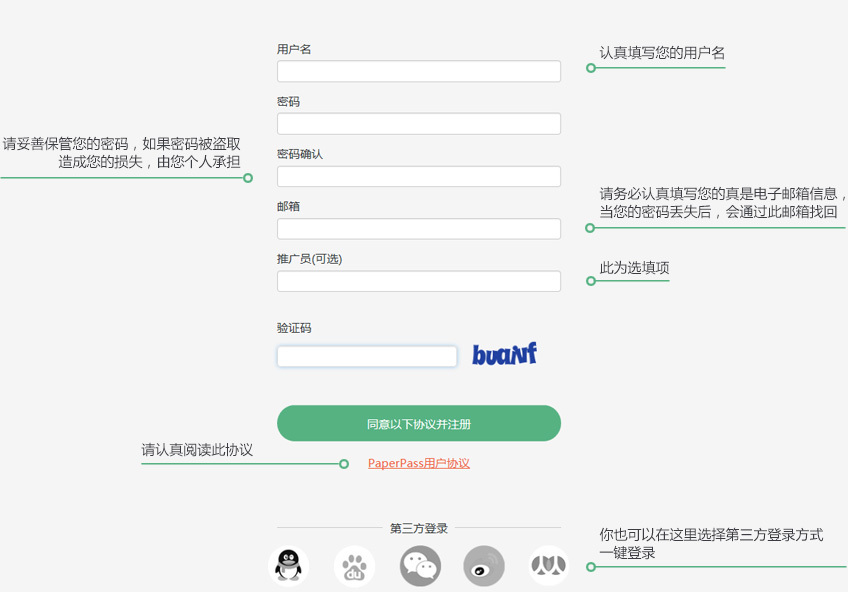 用户名
认真填写您的用户名
密码
请妥善保管您的密码，如果密码被盗取
造成您的损失，由您个人承担
密码确认
邮箱
请务必认真填写您的真是电子邮箱信息，
当您的密码丢失后，会通过此邮箱找回
推广员(可选)
此为选填项
验证码
同意以下协议并注册
请认真阅读此协议
PaperPass用户协议
第三方登录
你也可以在这里选择第三方登录方式
一键登录
du